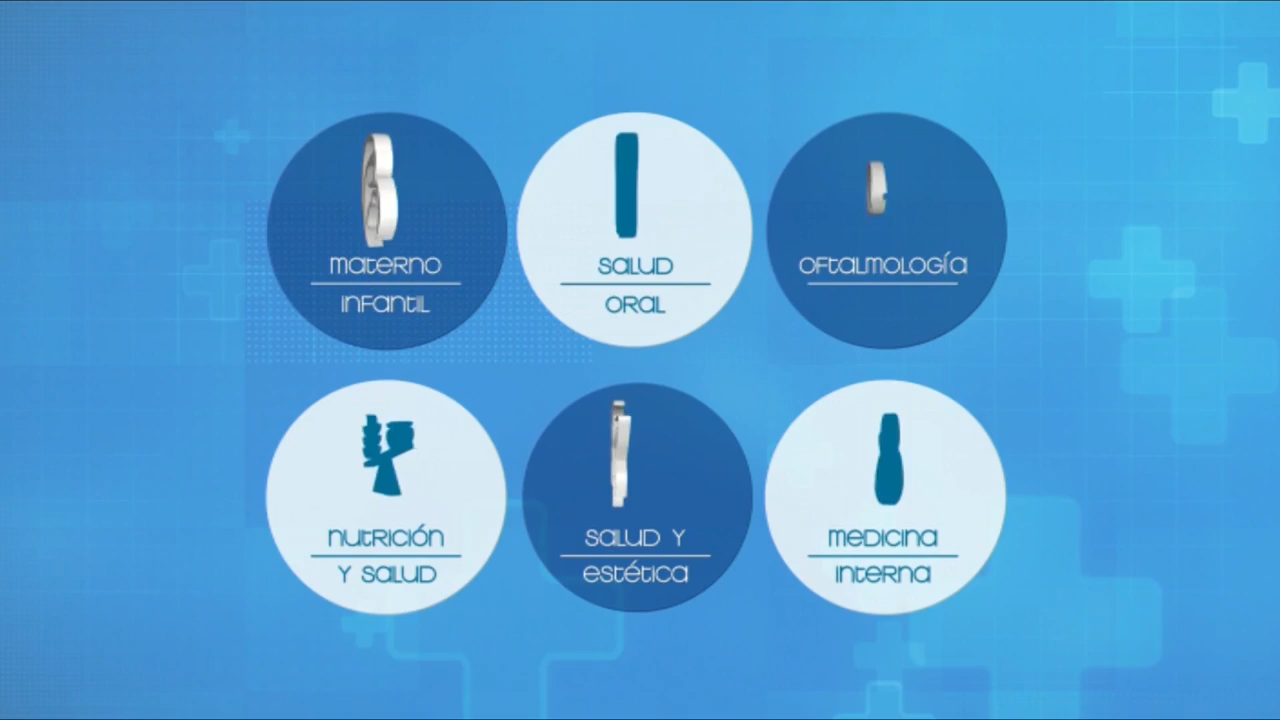 MATERNO
INFANTIL
SALUD
ORAL
OFTALMOLOGÍA
NUTRICIÓN
Y SALUD
SALUD Y
ESTÉTICA
MEDICINA
INTERNA